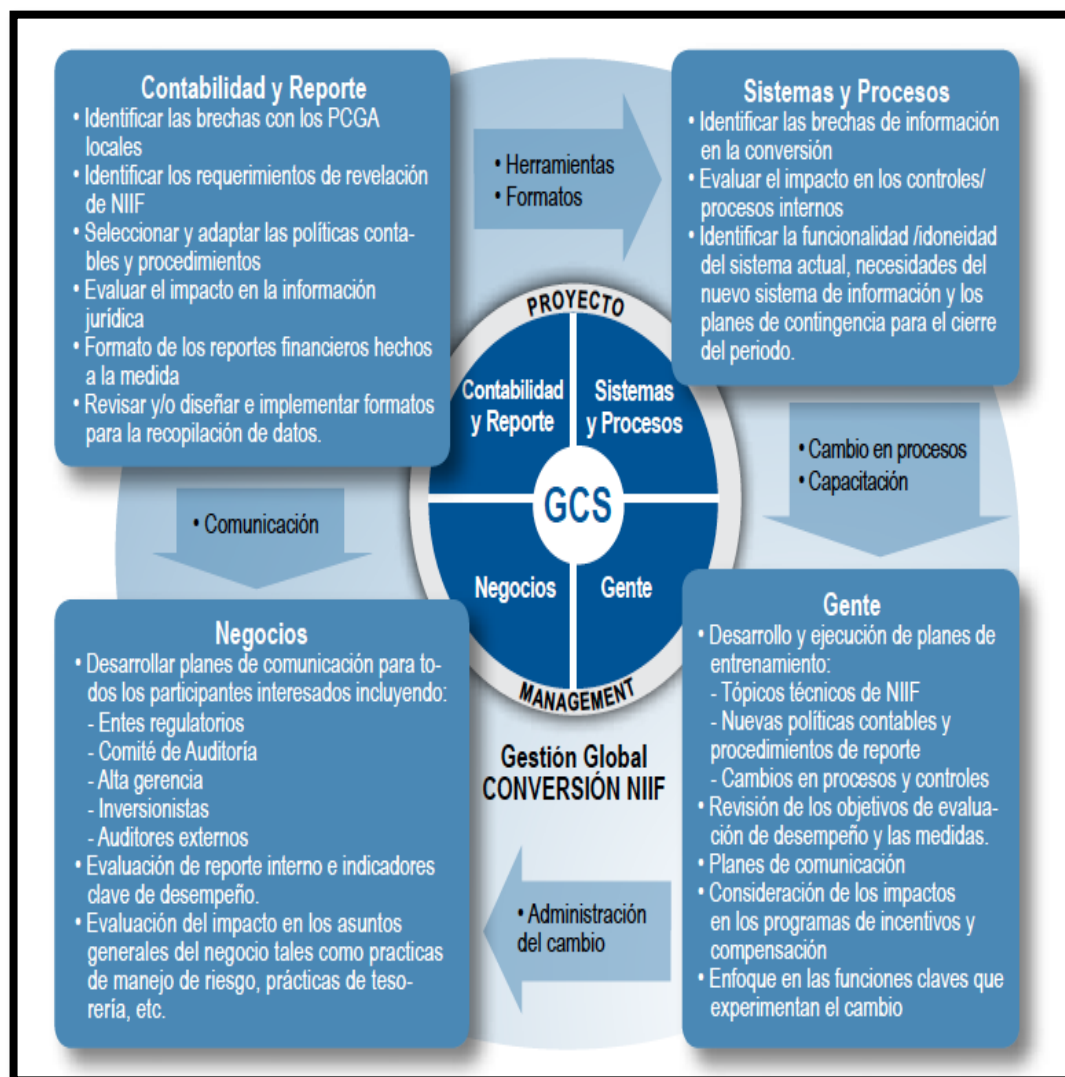 Contabilidad y Reporte
• Identificar las brechas con los PCGA
locales
• Identificar los requerimientos de revelación
de NIIF
• Seleccionar y adaptar las políticas conta-
bles y procedimientos
• Evaluar el impacto en la información
jurídica
• Formato de los reportes financieros hechos
a la medida
• Revisar y/o diseñar e implementar formatos
para la recopilación de datos.
• Herramientas
• Formatos
Sistemas y Procesos
• Identificar las brechas de información
en la conversión
• Evaluar el impacto en los controles/
procesos internos
• Identificar la funcionalidad /idoneidad
del sistema actual, necesidades del
nuevo sistema de información y los
planes de contingencia para el cierre
del periodo.
PROYECTO
Contabilidad
y Reporte
Sistemas
y Procesos
GCS
Negocios
Gente
MANAGEMENT
Gestión Global
CONVERSIÓN NIIF
• Comunicación
• Cambio en procesos
• Capacitación
Negocios
• Desarrollar planes de comunicación para to-
dos los participantes interesados incluyendo:
- Entes regulatorios
- Comité de Auditoría
- Alta gerencia
- Inversionistas
- Auditores externos
• Evaluación de reporte interno e indicadores
clave de desempeño.
• Evaluación del impacto en los asuntos
generales del negocio tales como practicas
de manejo de riesgo, prácticas de teso-
rería, etc.
• Administración
del cambio
Gente
• Desarrollo y ejecución de planes de
entrenamiento:
- Tópicos técnicos de NIIF
- Nuevas políticas contables y
procedimientos de reporte
- Cambios en procesos y controles
• Revisión de los objetivos de evalua-
ción de desempeño y las medidas.
• Planes de comunicación
• Consideración de los impactos
en los programas de incentivos y
compensación
• Enfoque en las funciones claves que
experimentan el cambio